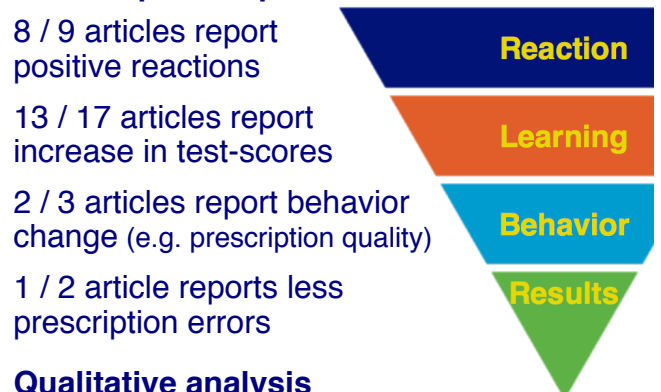 8 / 9 articles report
positive reactions
Reaction
13 / 17 articles report
increase in test-scores
Learning
2 / 3 articles report behavior
change (e.g. prescription quality)
Behavior
1 / 2 article reports less
prescription errors
Results
Qualitative analysis